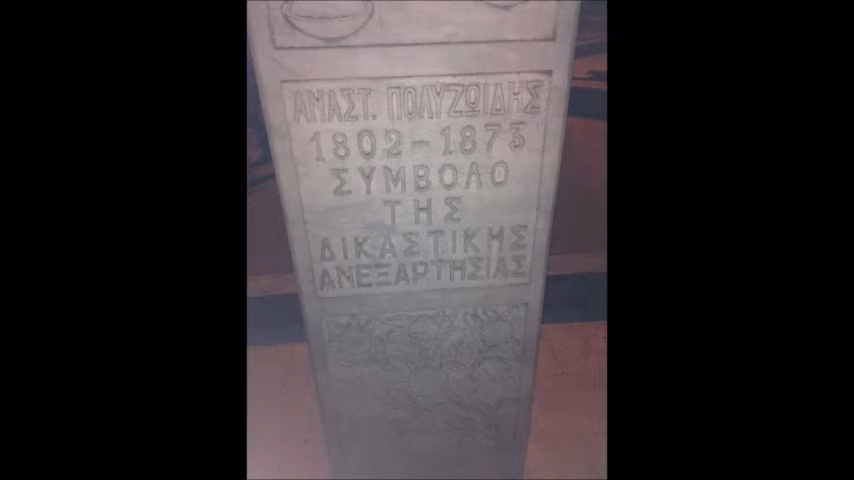 ΑΝΑΣΤ. ΠΟΛΥΖΩΙΔΗΣ
1802-1873
ΣΥΜΒΟΛΟ
ΤΗΣ
ΔΙΚΑΣΤΙΚΗΣ
ΑΝΕΞΑΡΤΗΣΙΑΣ